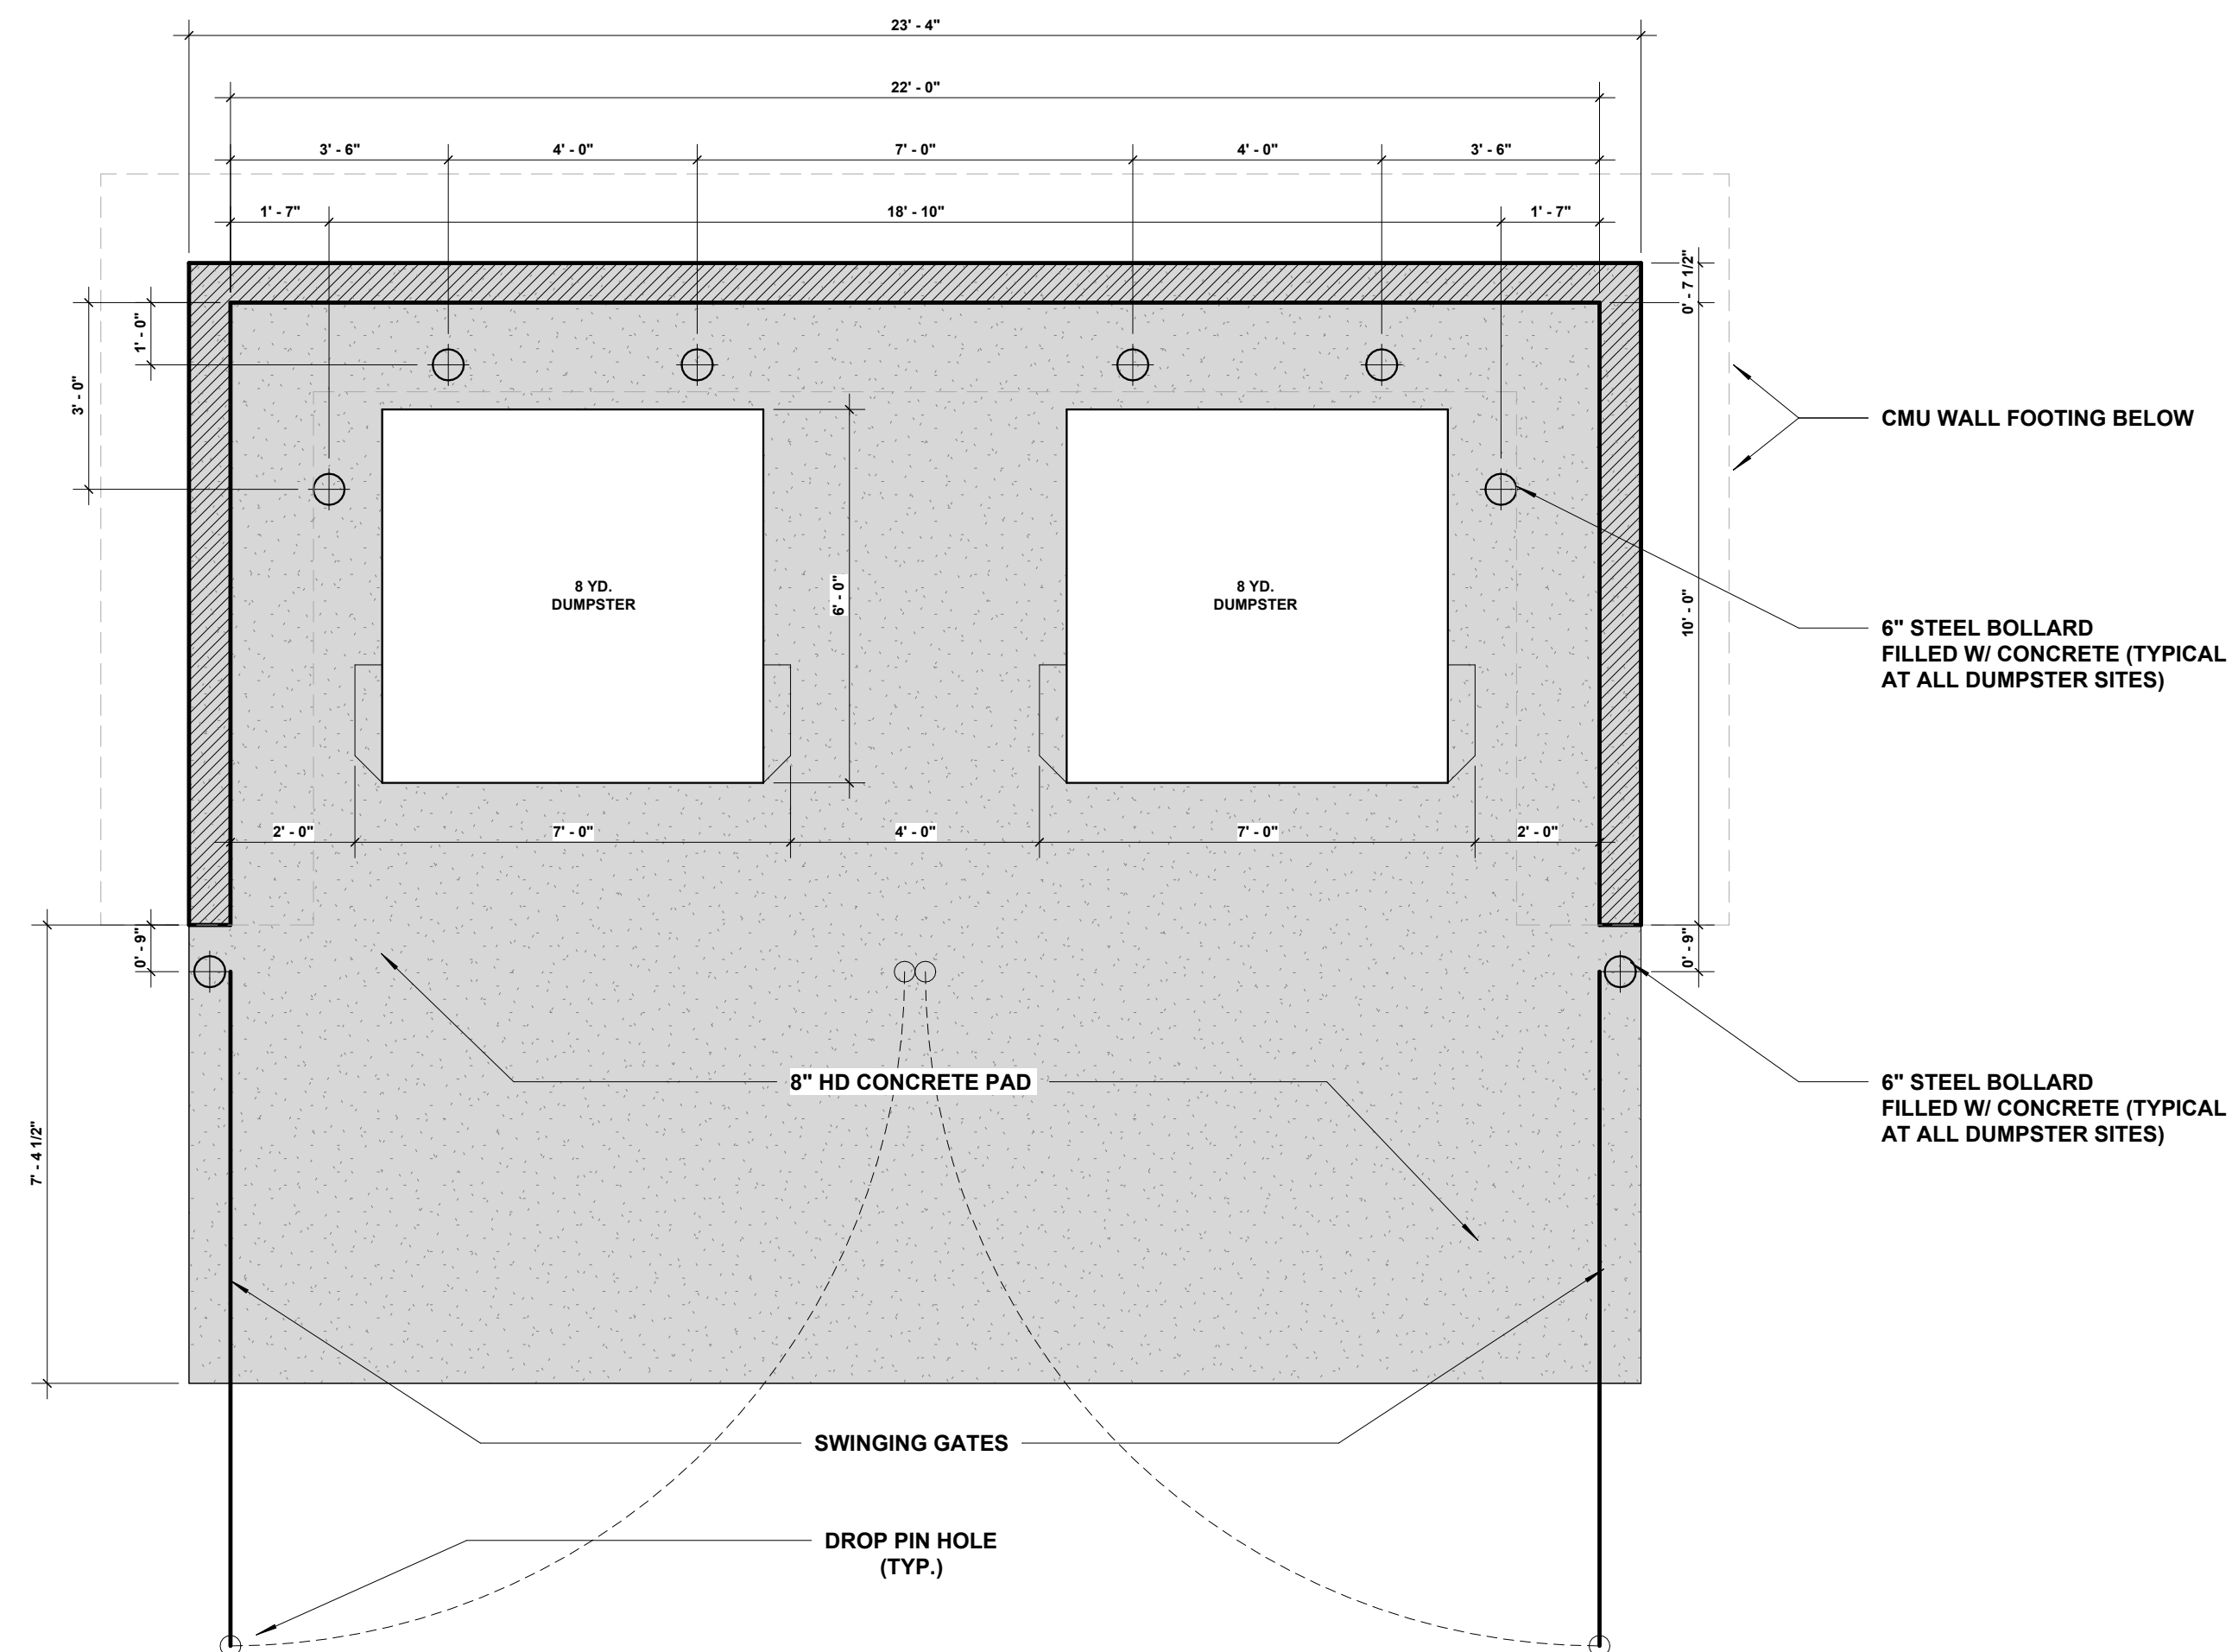 23' - 4"
22' - 0"
3' - 6"
4' - 0"
7' - 0"
4' - 0"
3' - 6"
1' - 7"
18' - 10"
1' - 7"
0' - 7 1/2"
1' - 0"
3' - 0"
CMU WALL FOOTING BELOW
8 YD.
DUMPSTER
6' - 0"
8 YD.
DUMPSTER
10' - 0"
6" STEEL BOLLARD
FILLED W/ CONCRETE (TYPICAL
AT ALL DUMPSTER SITES)
2' - 0"
7' - 0"
4' - 0"
7' - 0"
2' - 0"
0' - 9"
0' - 9"
8" HD CONCRETE PAD
6" STEEL BOLLARD
FILLED W/ CONCRETE (TYPICAL
AT ALL DUMPSTER SITES)
7' - 4 1/2"
SWINGING GATES
DROP PIN HOLE
(TYP.)